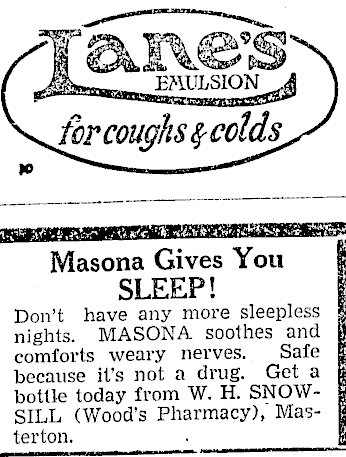 Lane's
EMULSION
for coughs & colds
10
Masona Gives You
SLEEP!
Don't have any more sleepless
nights. MASONA soothes and
comforts weary nerves. Safe
because it's not a drug. Get a
bottle today from W. H. SNOW-
SILL (Wood's Pharmacy), Mas-
terton.